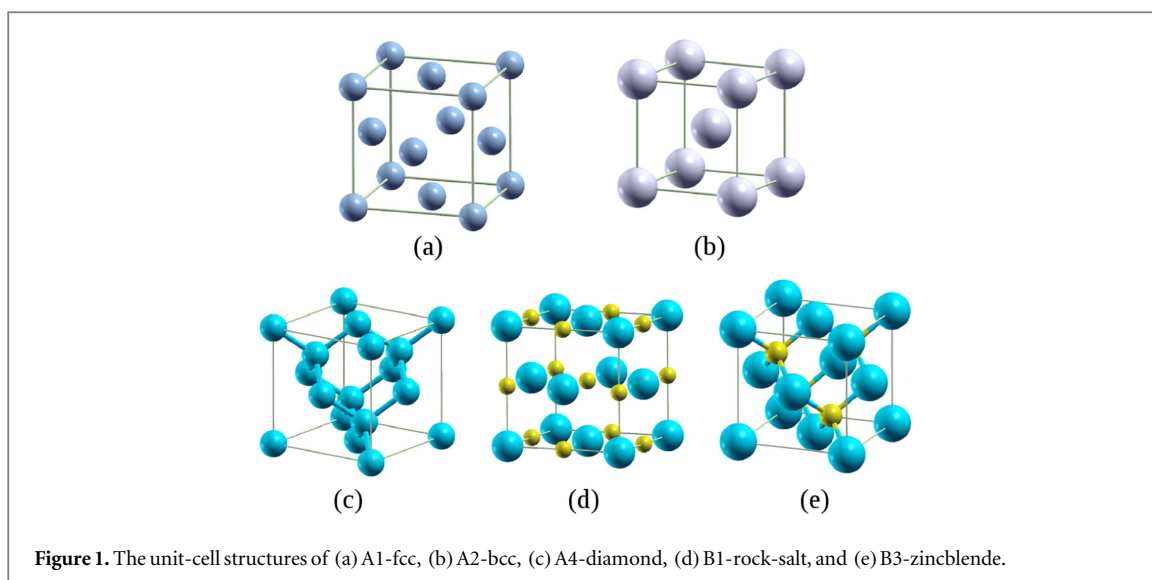 (a)
(b)
(c)
(d)
(e)
Figure 1. The unit-cell structures of (a) A1-fcc, (b) A2-bcc, (c) A4-diamond, (d) B1-rock-salt, and (e) B3-zincblende.